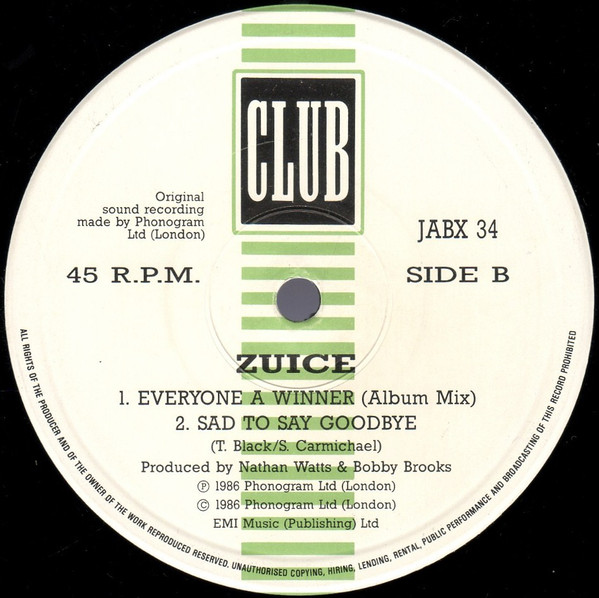 CLUB
Original
sound recording
made by Phonogram
Ltd (London)
JABX 34
45 R.P.M.
SIDE B
ZUICE
1. EVERYONE A WINNER (Album Mix)
2. SAD TO SAY GOODBYE
(T. Black/S. Carmichael)
Produced by Nathan Watts & Bobby Brooks
℗ 1986 Phonogram Ltd (London)
© 1986 Phonogram Ltd (London)
EMI Music (Publishing) Ltd
ALL RIGHTS OF THE PRODUCER AND OF THE OWNER OF THE WORK REPRODUCED RESERVED. UNAUTHORISED COPYING, HIRING, LENDING, RENTAL, PUBLIC PERFORMANCE AND BROADCASTING OF THIS RECORD PROHIBITED